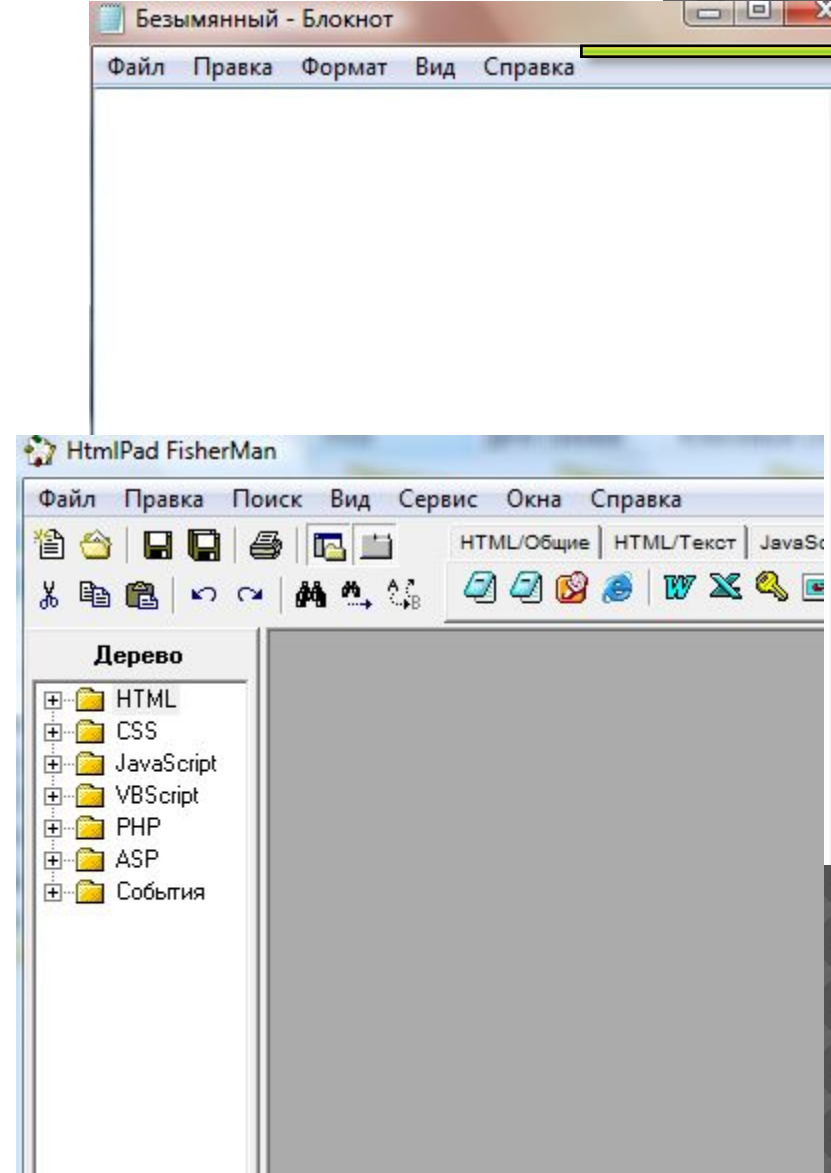 Безымянный - Блокнот
Файл Правка Формат Вид Справка
HtmlPad FisherMan
Файл Правка Поиск Вид Сервис Окна Справка
HTML/Общие HTML/Текст JavaSc
Дерево
HTML
CSS
JavaScript
VBScript
PHP
ASP
События